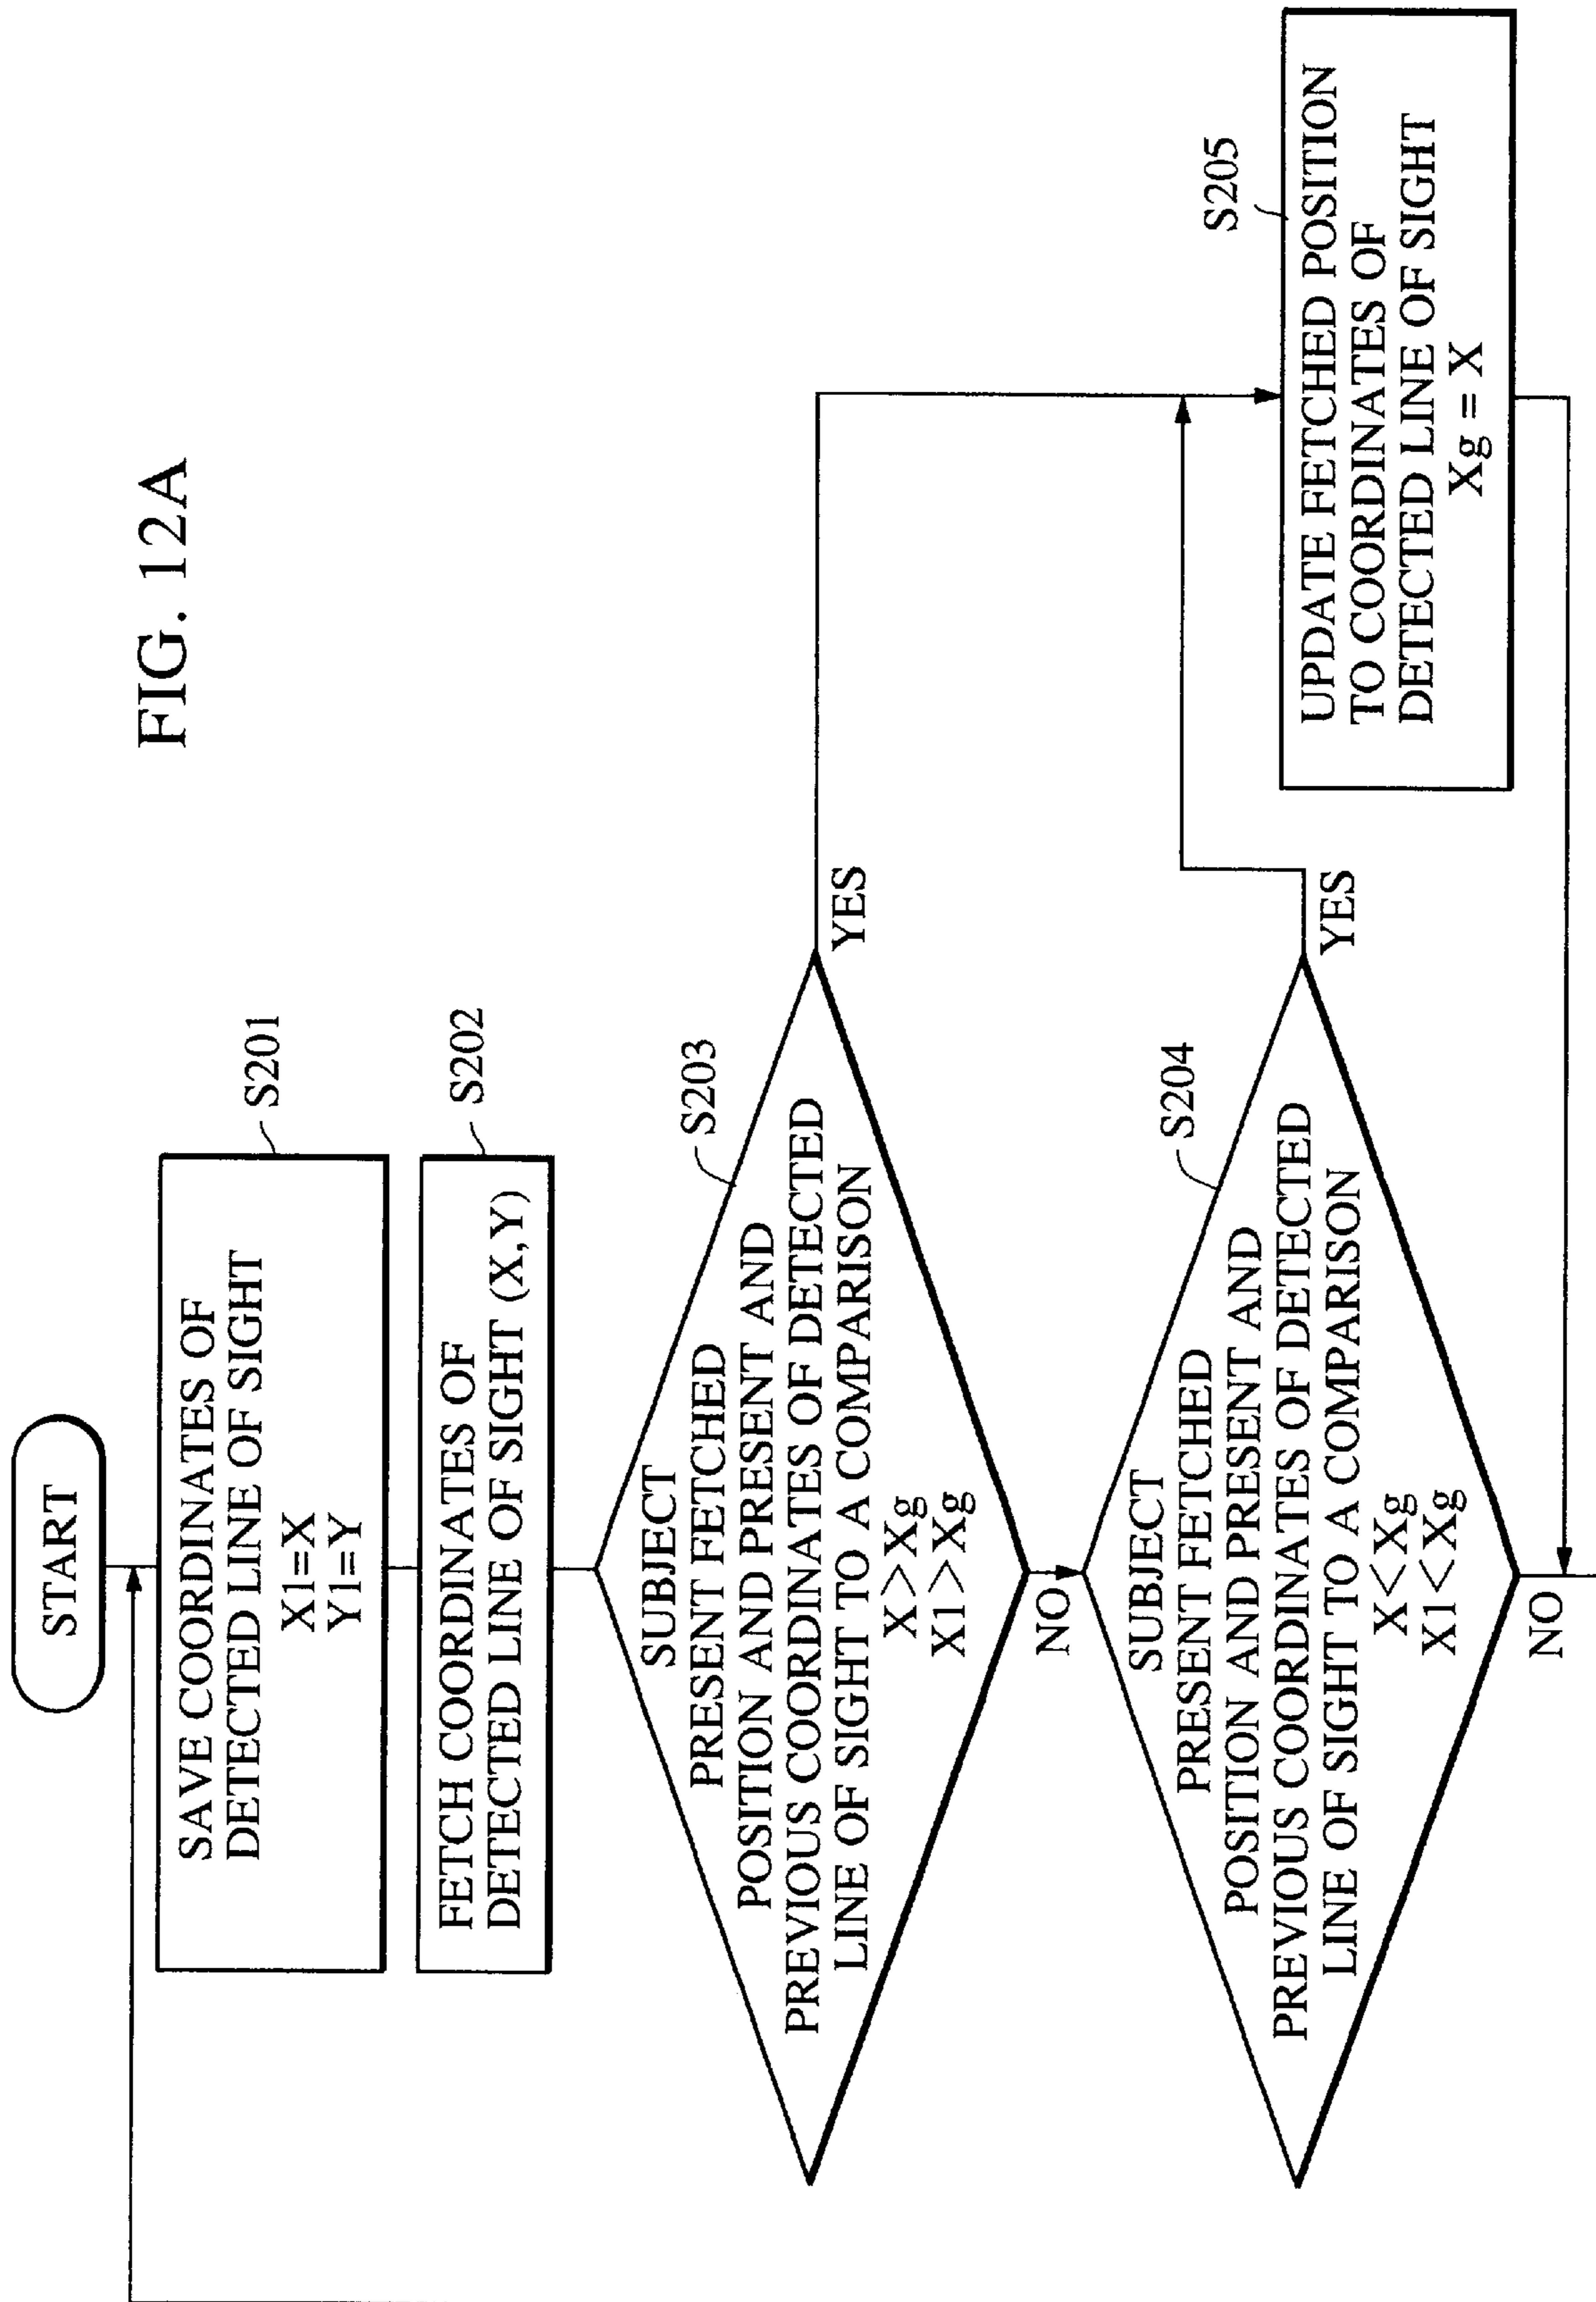 FIG. 12A
START
SAVE COORDINATES OF
DETECTED LINE OF SIGHT
X1=X
Y1=Y
S201
FETCH COORDINATES OF
DETECTED LINE OF SIGHT (X,Y)
S202
SUBJECT
PRESENT FETCHED
POSITION AND PRESENT AND
PREVIOUS COORDINATES OF DETECTED
LINE OF SIGHT TO A COMPARISON
X>Xg
X1>Xg
S203
YES
NO
SUBJECT
PRESENT FETCHED
POSITION AND PRESENT AND
PREVIOUS COORDINATES OF DETECTED
LINE OF SIGHT TO A COMPARISON
X<Xg
X1<Xg
S204
YES
NO
S205
UPDATE FETCHED POSITION
TO COORDINATES OF
DETECTED LINE OF SIGHT
Xg = X